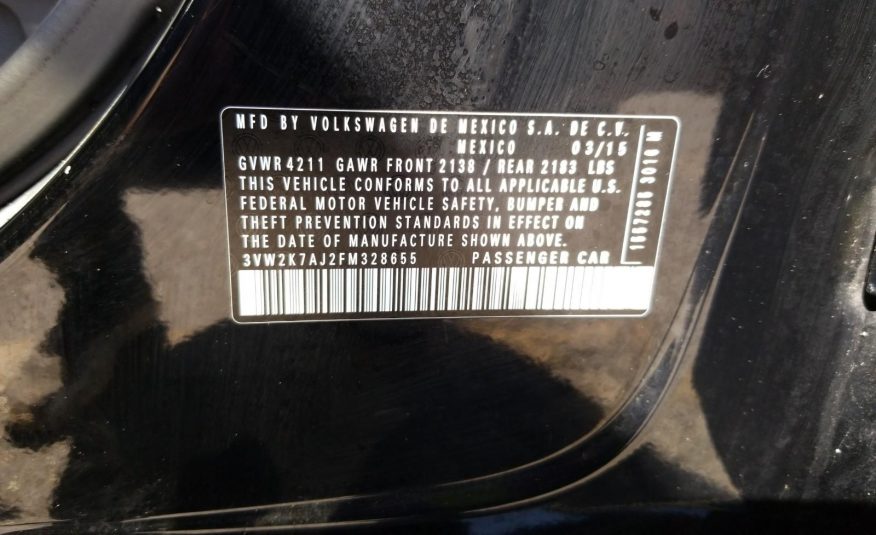 MFD BY VOLKSWAGEN DE MEXICO S.A. DE C.V.
MEXICO 03/15
GVWR 4211 GAWR FRONT 2138 / REAR 2183 LBS
THIS VEHICLE CONFORMS TO ALL APPLICABLE U.S.
FEDERAL MOTOR VEHICLE SAFETY, BUMPER AND
THEFT PREVENTION STANDARDS IN EFFECT ON
THE DATE OF MANUFACTURE SHOWN ABOVE.
3VW2K7AJ2FM328655 PASSENGER CAR
3010 M